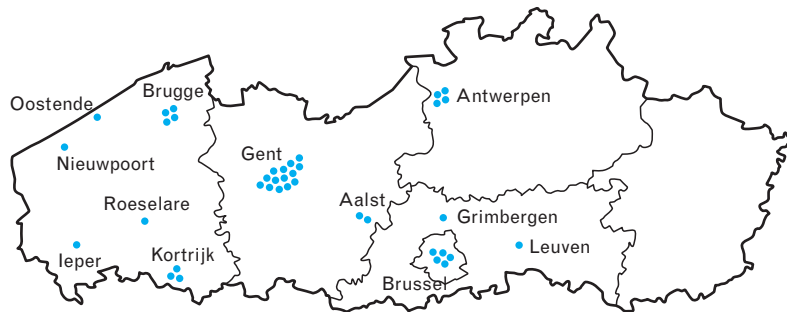 Oostende
Brugge
Antwerpen
Nieuwpoort
Gent
Roeselare
Aalst
Grimbergen
Ieper
Kortrijk
Leuven
Brussel